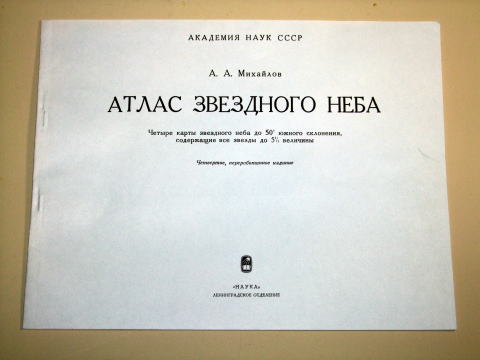 АКАДЕМИЯ НАУК СССР
А. А. Михайлов
АТЛАС ЗВЕЗДНОГО НЕБА
Четыре карты звездного неба до 50° южного склонения,
содержащие все звезды до 5½ величины
Четвертое, переработанное издание
«НАУКА»
ЛЕНИНГРАДСКОЕ ОТДЕЛЕНИЕ